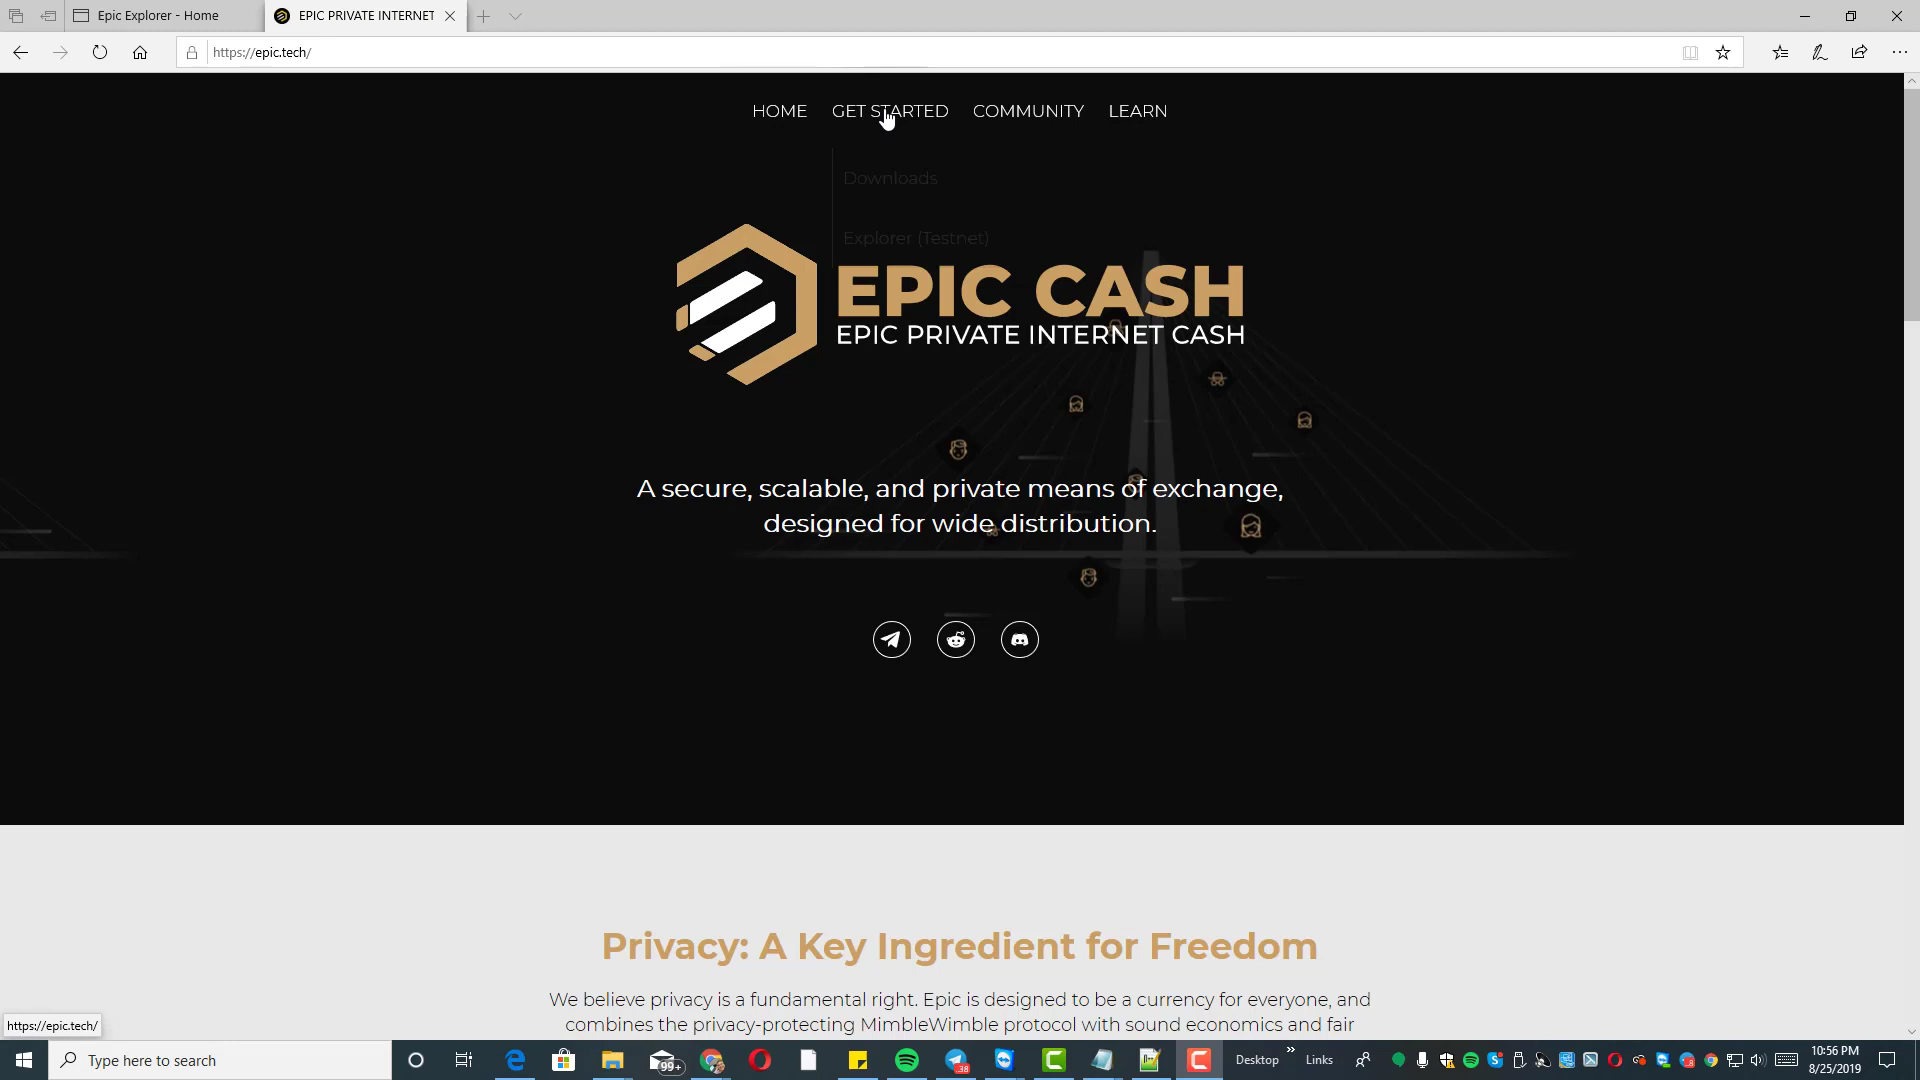 Epic Explorer - Home
EPIC PRIVATE INTERNET
https://epic.tech/
HOME GET STARTED COMMUNITY LEARN
Downloads
Explorer (Testnet)
EPIC CASH
EPIC PRIVATE INTERNET CASH
A secure, scalable, and private means of exchange,
designed for wide distribution.
Privacy: A Key Ingredient for Freedom
We believe privacy is a fundamental right. Epic is designed to be a currency for everyone, and
combines the privacy-protecting MimbleWimble protocol with sound economics and fair
https://epic.tech/
Type here to search
99+
38
Desktop
Links
10:56 PM
8/25/2019